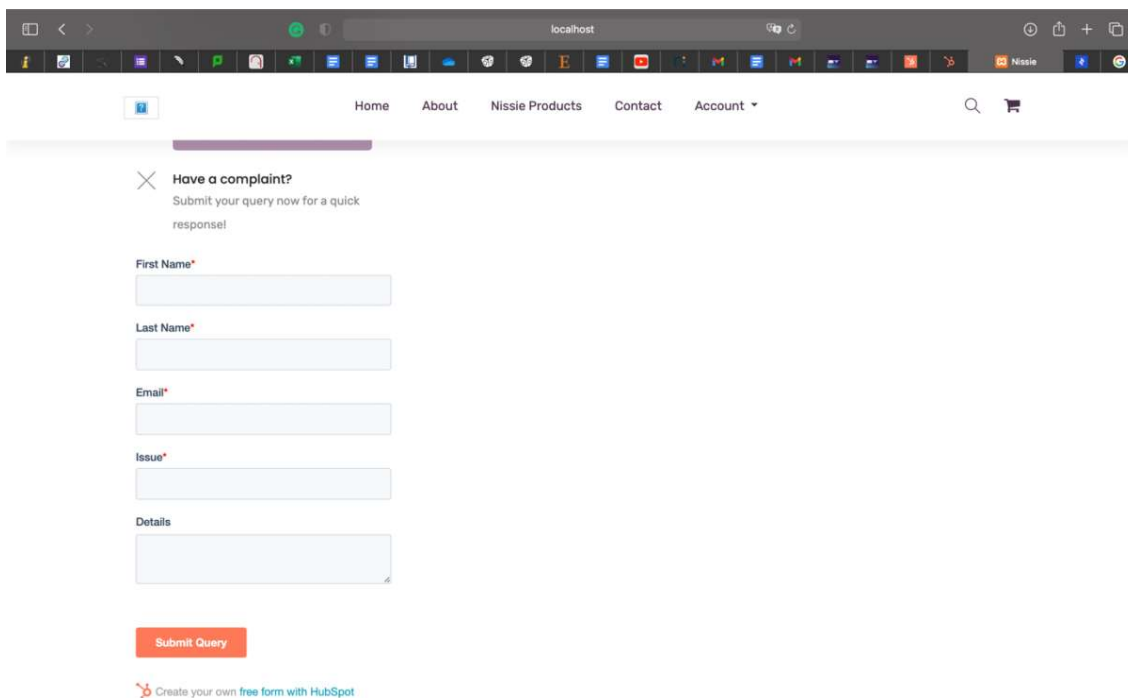 localhost
Nissie
Home About Nissie Products Contact Account
Have a complaint?
Submit your query now for a quick
response!
First Name*
Last Name*
Email*
Issue*
Details
Submit Query
Create your own free form with HubSpot